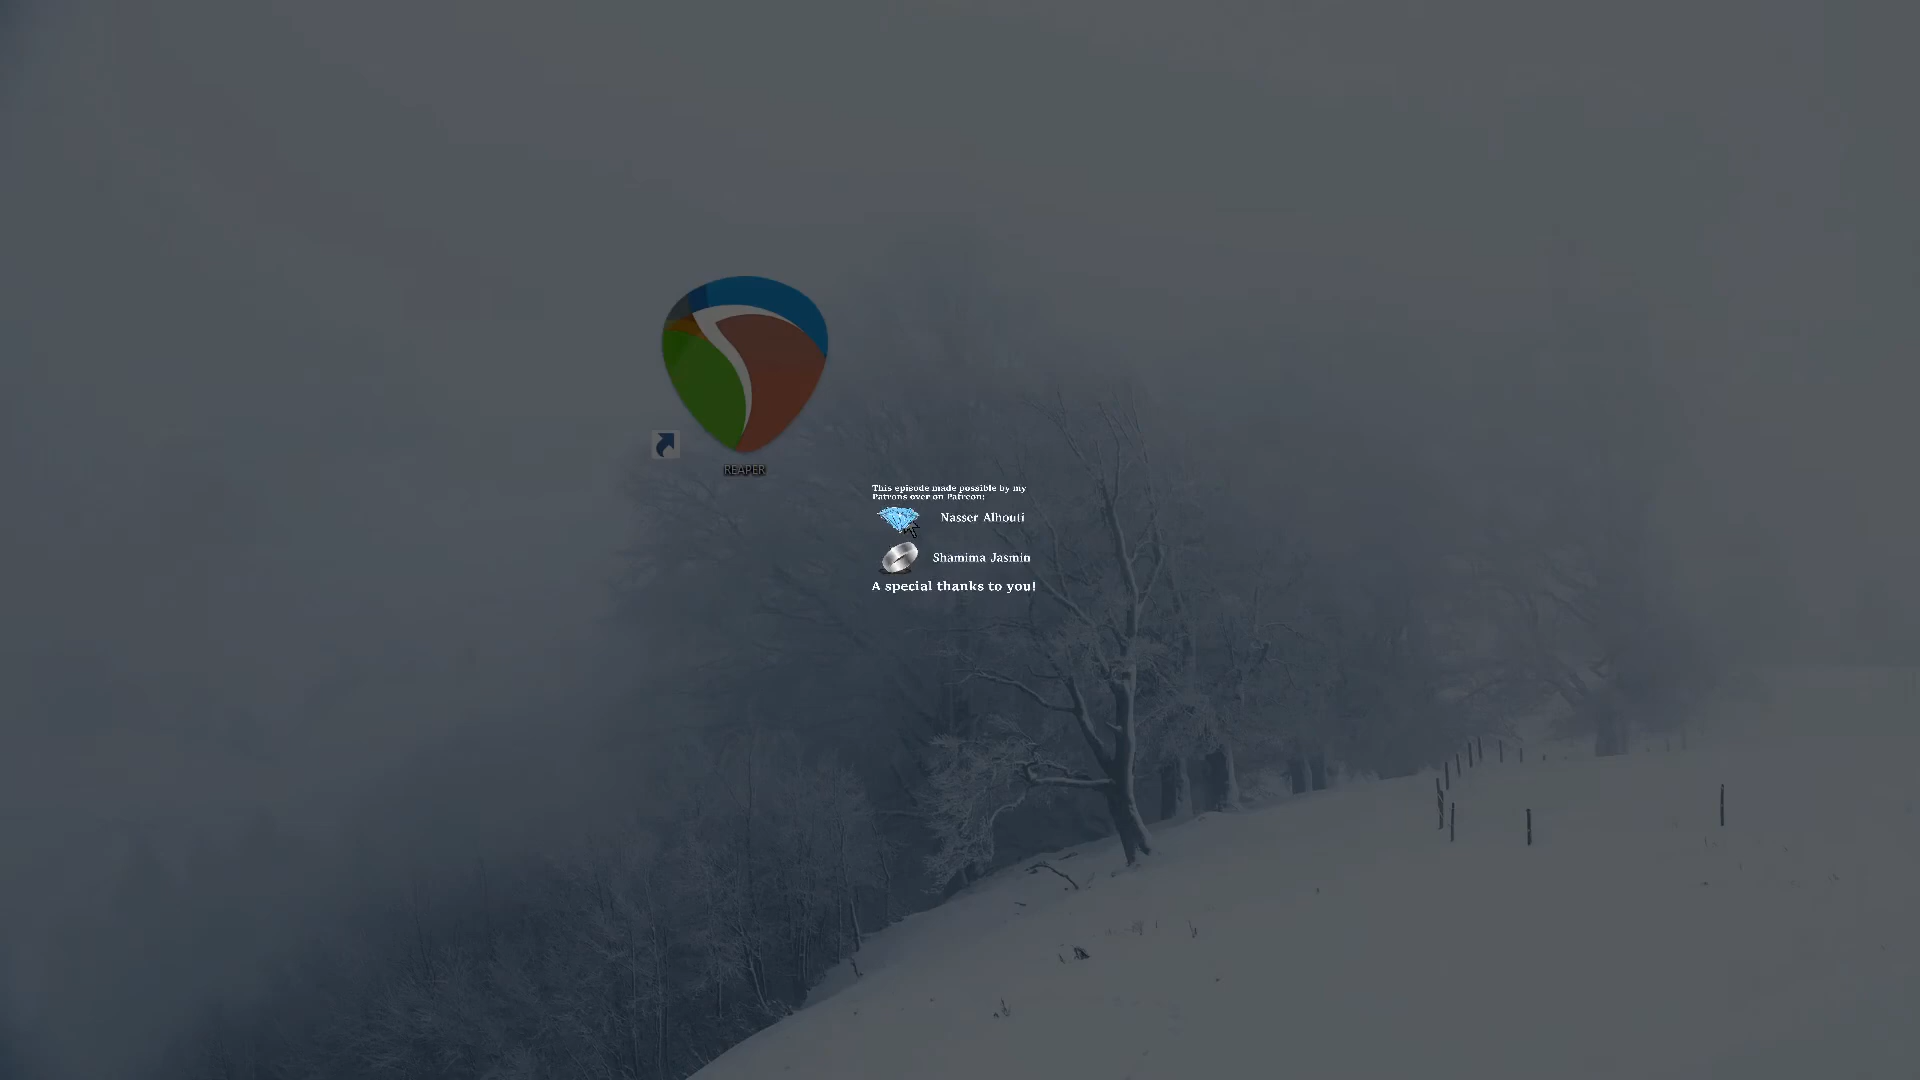 REAPER
This episode made possible by my
Patrons over on Patreon:
Nasser Alhouti
Shamima Jasmin
A special thanks to you!